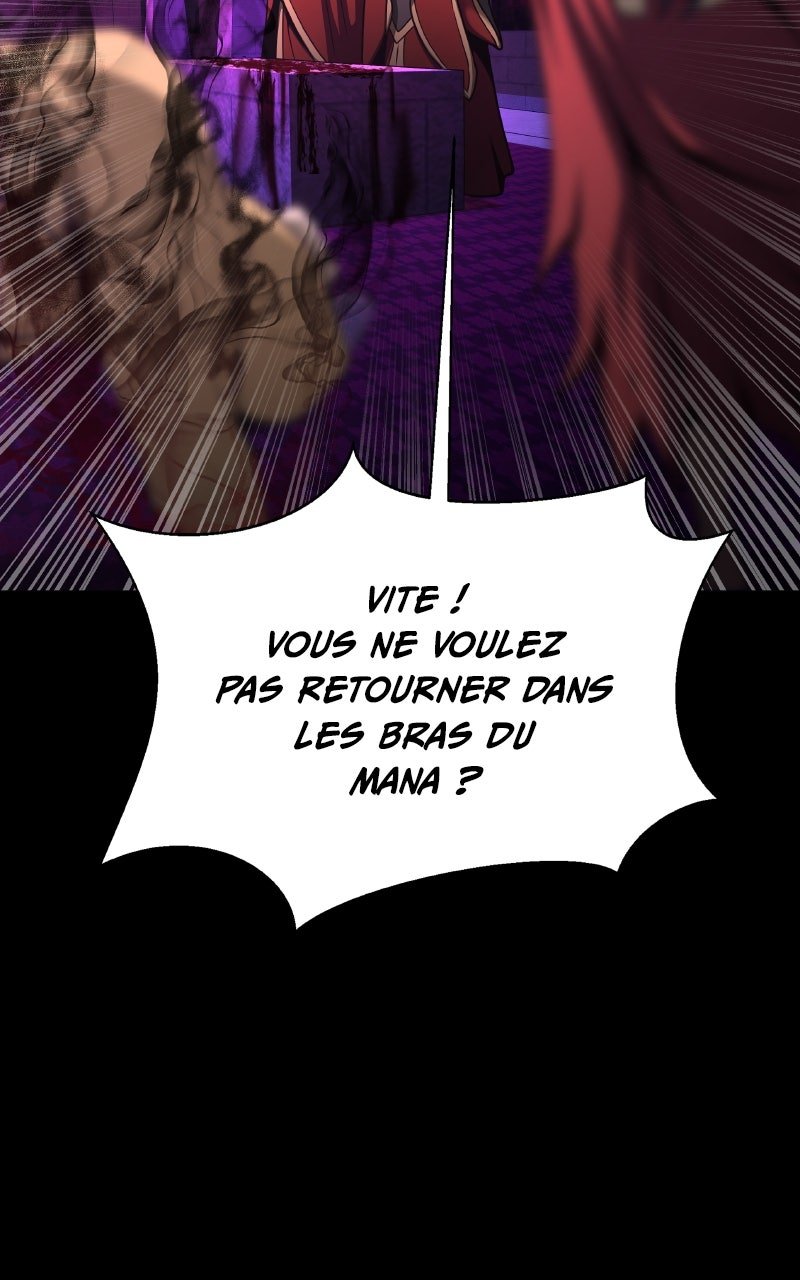 VITE !
VOUS NE VOULEZ
PAS RETOURNER DANS
LES BRAS DU
MANA ?